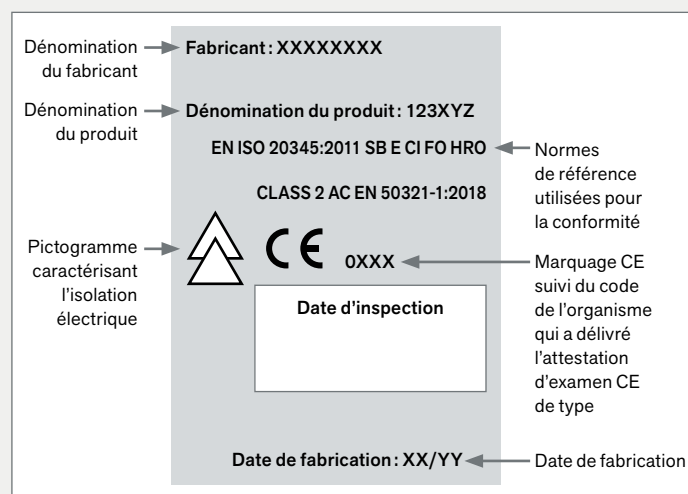 Dénomination
du fabricant
Fabricant : XXXXXXXX
Dénomination
du produit
Dénomination du produit : 123XYZ
EN ISO 20345:2011 SB E CI FO HRO
CLASS 2 AC EN 50321-1:2018
Normes
de référence
utilisées pour
la conformité
Pictogramme
caractérisant
l'isolation
électrique
CE 0XXX
Marquage CE
suivi du code
de l'organisme
qui a délivré
l'attestation
d'examen CE
de type
Date d'inspection
Date de fabrication : XX/YY
Date de fabrication